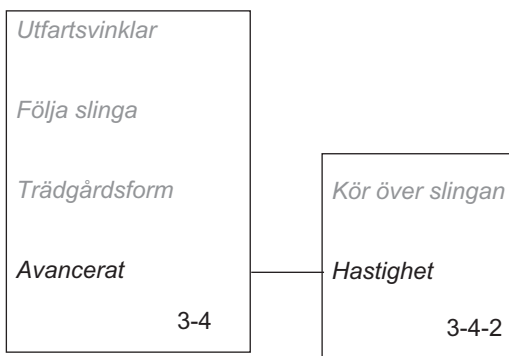 Utfartsvinklar
Följa slinga
Trädgårdsform
Avancerat
3-4
Kör över slingan
Hastighet
3-4-2